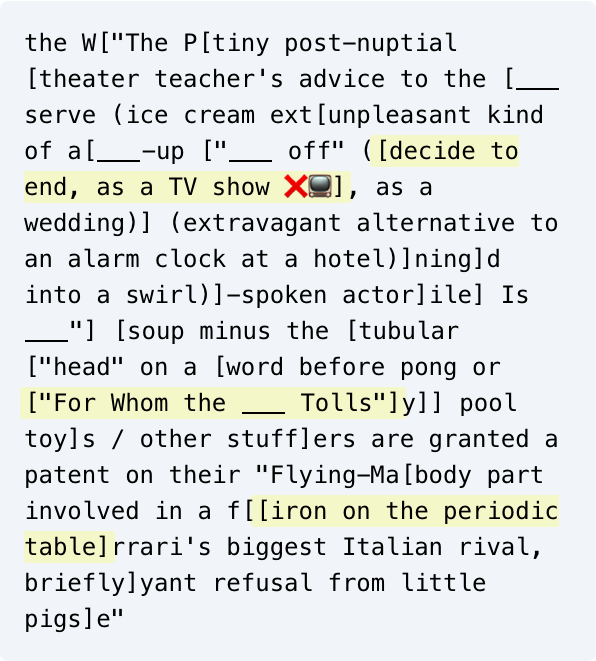 the W["The P[tiny post-nuptial
[theater teacher's advice to the [___
serve (ice cream ext[unpleasant kind
of a[___-up ["___ off" ([decide to
end, as a TV show ❌📺], as a
wedding)] (extravagant alternative to
an alarm clock at a hotel)]ning]d
into a swirl)]-spoken actor]ile] Is
___"] [soup minus the [tubular
["head" on a [word before pong or
["For Whom the ___ Tolls"]y]] pool
toy]s / other stuff]ers are granted a
patent on their "Flying-Ma[body part
involved in a f[[iron on the periodic
table]rrari's biggest Italian rival,
briefly]yant refusal from little
pigs]e"